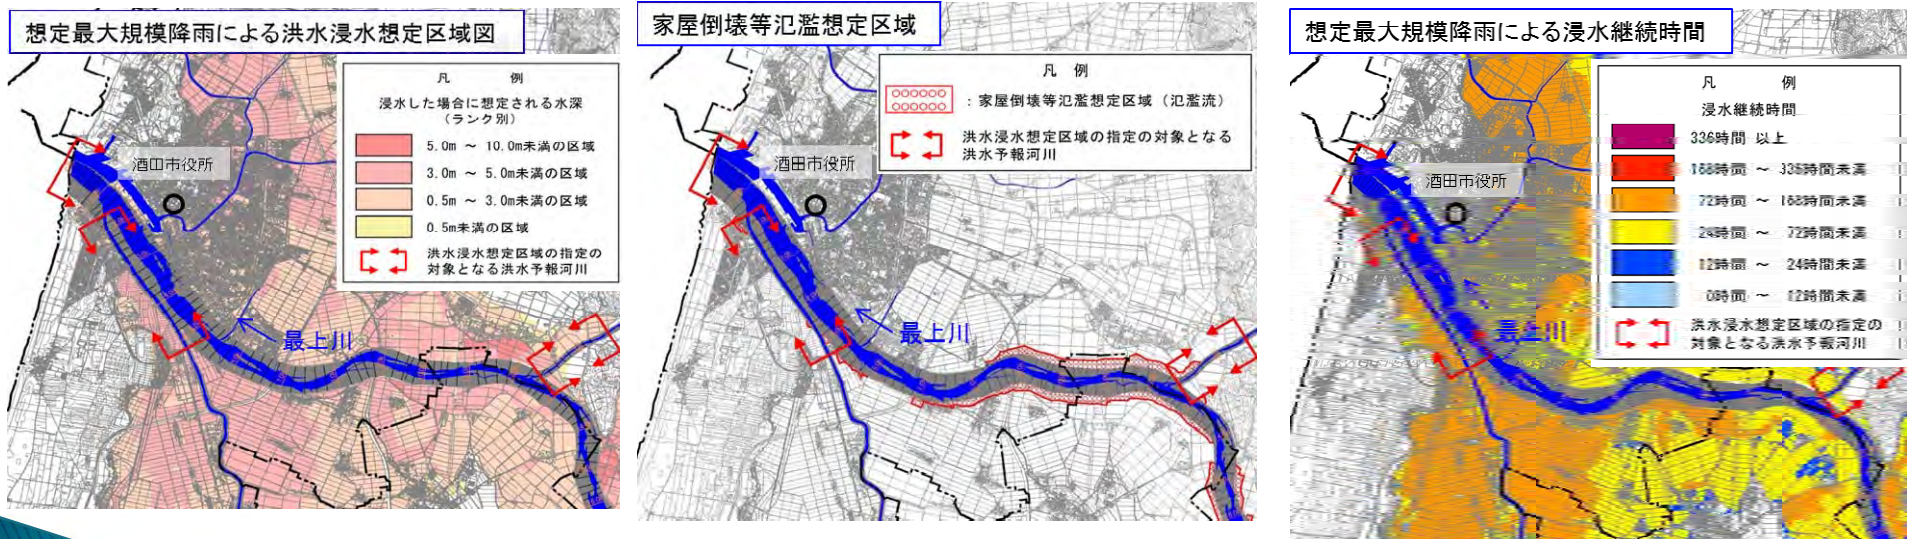 想定最大規模降雨による洪水浸水想定区域図
凡 例
浸水した場合に想定される水深
(ランク別)
5.0m ～ 10.0m未満の区域
3.0m ～ 5.0m未満の区域
0.5m ～ 3.0m未満の区域
0.5m未満の区域
洪水浸水想定区域の指定の
対象となる洪水予報河川
酒田市役所
最上川
家屋倒壊等氾濫想定区域
凡 例
：家屋倒壊等氾濫想定区域（氾濫流）
洪水浸水想定区域の指定の対象となる
洪水予報河川
酒田市役所
最上川
想定最大規模降雨による浸水継続時間
凡 例
浸水継続時間
336時間 以上
168時間 ～ 336時間未満
72時間 ～ 168時間未満
24時間 ～ 72時間未満
12時間 ～ 24時間未満
0時間 ～ 12時間未満
洪水浸水想定区域の指定の
対象となる洪水予報河川
酒田市役所
最上川